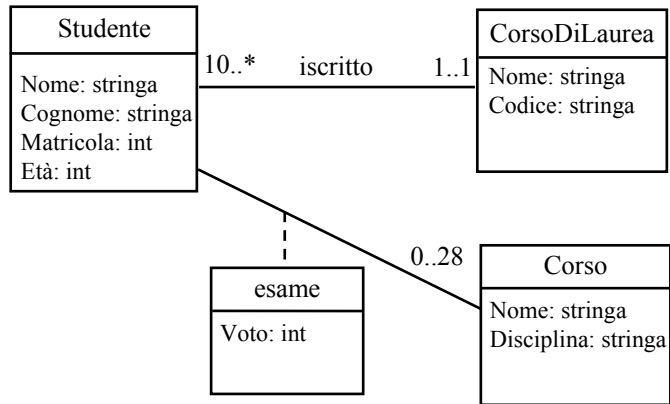 Studente
Nome: stringa
Cognome: stringa
Matricola: int
Età: int
10..* iscritto 1..1
CorsoDiLaurea
Nome: stringa
Codice: stringa
0..28
esame
Voto: int
Corso
Nome: stringa
Disciplina: stringa